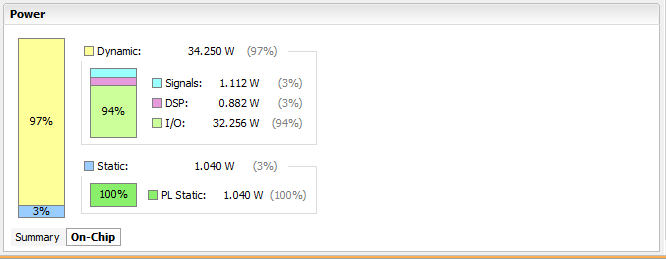 Power
Dynamic: 34.250 W (97%)
Signals: 1.112 W (3%)
DSP: 0.882 W (3%)
94%
I/O: 32.256 W (94%)
97%
Static: 1.040 W (3%)
100%
PL Static: 1.040 W (100%)
3%
Summary On-Chip